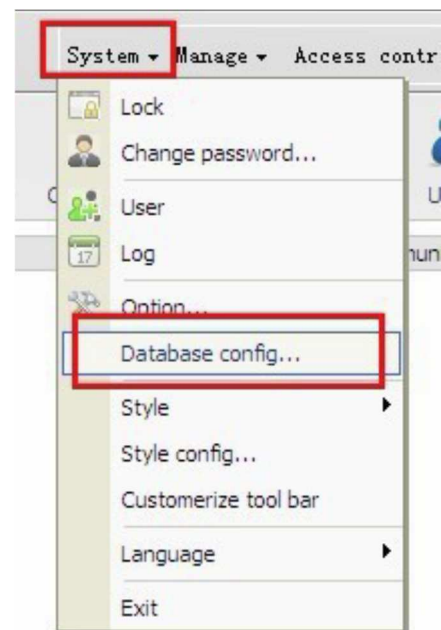 System Manage Access contr
Lock
Change password...
User
Log
17
Option...
Database config...
Style
Style config...
Customerize tool bar
Language
Exit